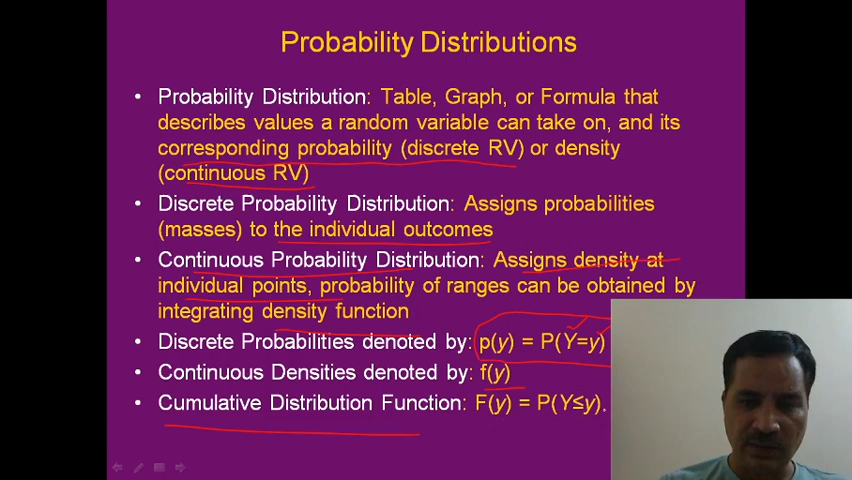 Probability Distributions
• Probability Distribution: Table, Graph, or Formula that
describes values a random variable can take on, and its
corresponding probability (discrete RV) or density
(continuous RV)
• Discrete Probability Distribution: Assigns probabilities
(masses) to the individual outcomes
• Continuous Probability Distribution: Assigns density at
individual points, probability of ranges can be obtained by
integrating density function
• Discrete Probabilities denoted by: p(y) = P(Y=y)
• Continuous Densities denoted by: f(y)
• Cumulative Distribution Function: F(y) = P(Y≤y)